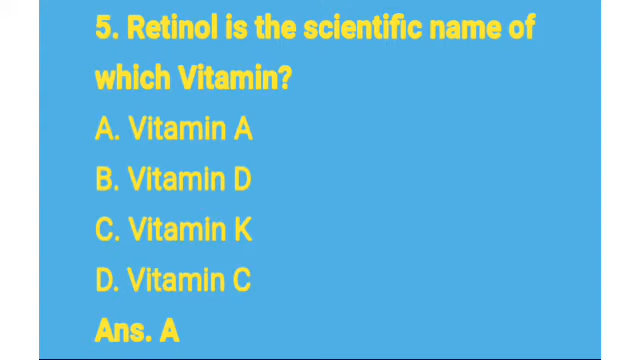 5. Retinol is the scientific name of
which Vitamin?
A. Vitamin A
B. Vitamin D
C. Vitamin K
D. Vitamin C
Ans. A